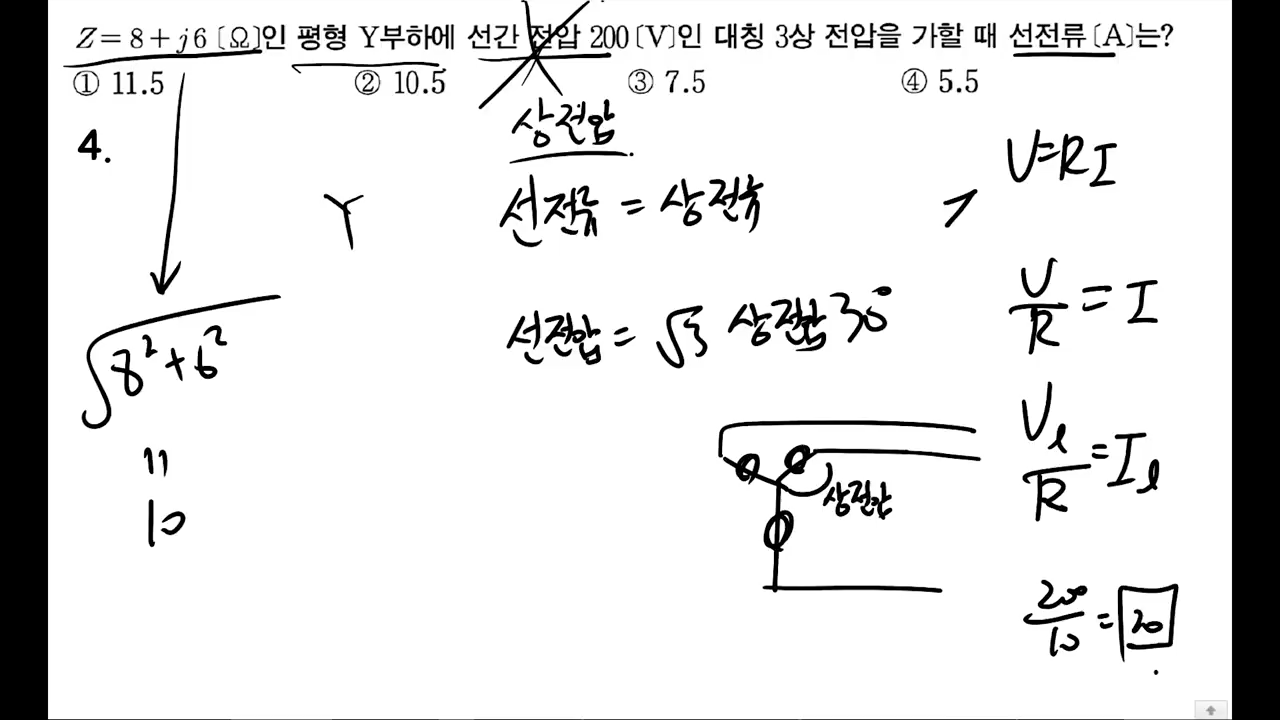 Z=8+j6 [Ω]인 평형 Y부하에 선간 전압 200 [V]인 대칭 3상 전압을 가할 때 선전류 [A]는?
① 11.5 ② 10.5 ③ 7.5 ④ 5.5
4.
상전압
Y
선전류 = 상전류
V=RI
√8²+6²
선전압 = √3 상전압 30°
V/R = I
"
10
상전압
Vl/R = Il
200/10 = 20